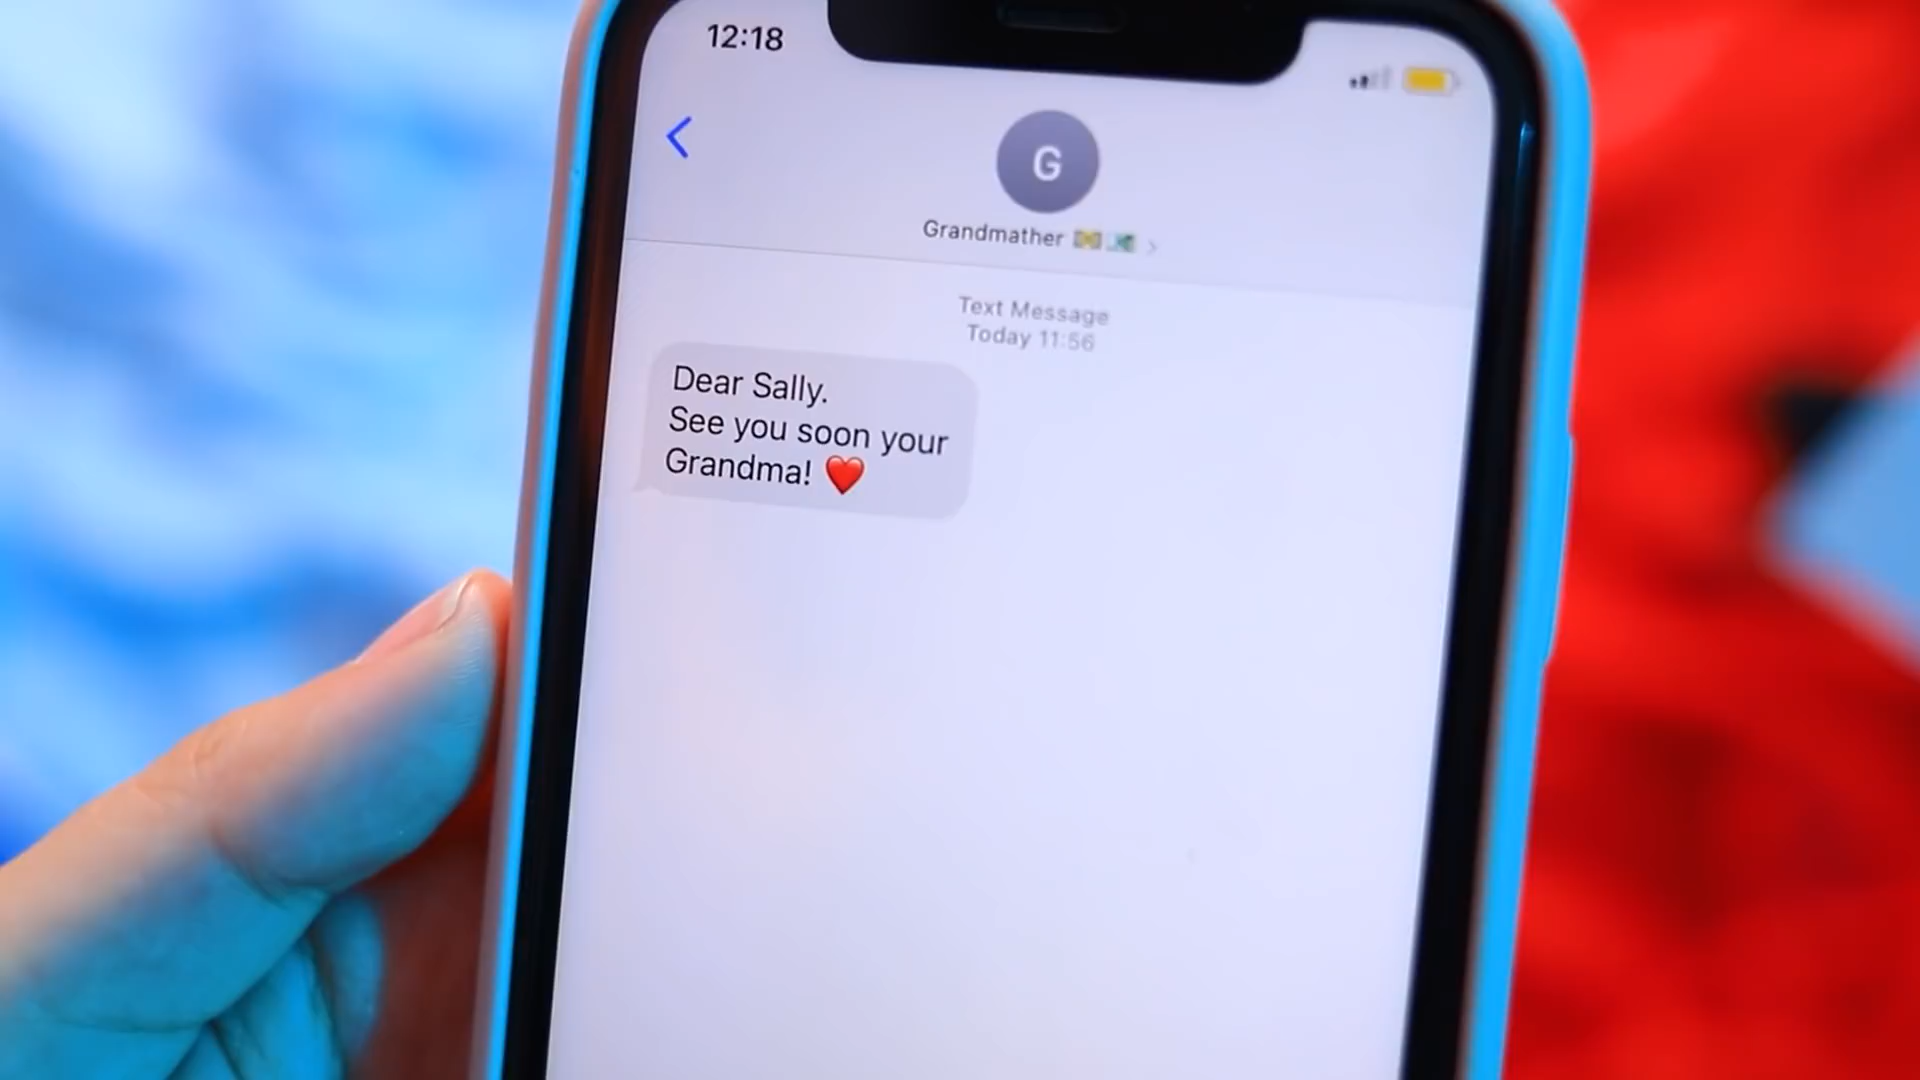 12:18
G
Grandmather
Text Message
Today 11:56
Dear Sally.
See you soon your
Grandma! ❤️